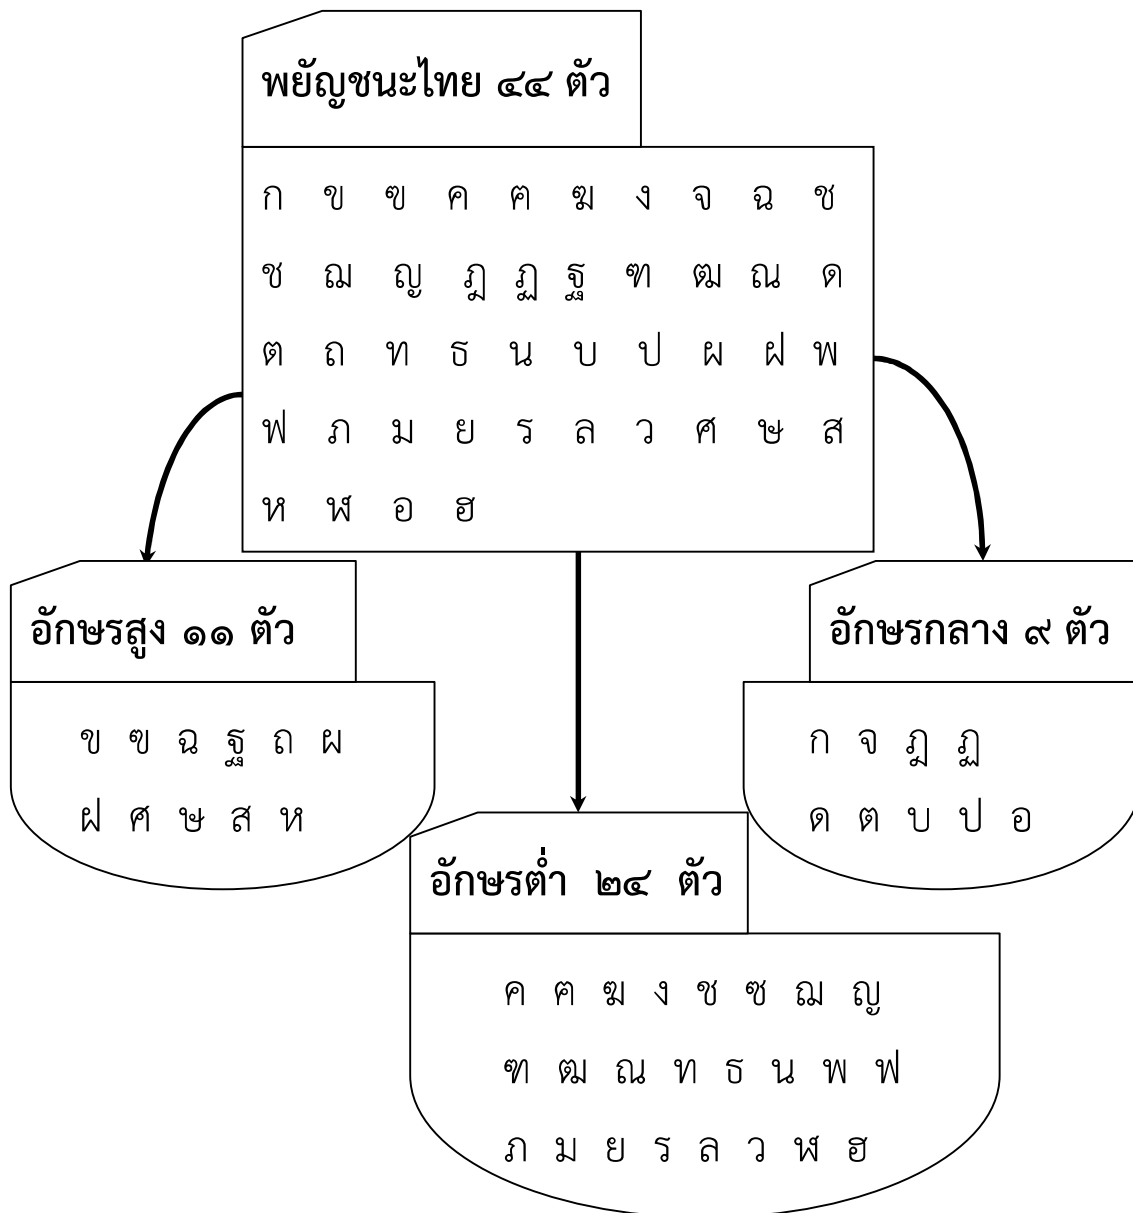 พยัญชนะไทย ๔๔ ตัว
ก ข ฃ ค ฅ ฆ ง จ ฉ ช
ช ฌ ญ ฎ ฏ ฐ ฑ ฒ ณ ด
ต ถ ท ธ น บ ป ผ ฝ พ
ฟ ภ ม ย ร ล ว ศ ษ ส
ห ฬ อ ฮ
อักษรสูง ๑๑ ตัว
ข ฃ ฉ ฐ ถ ผ
ฝ ศ ษ ส ห
อักษรกลาง ๙ ตัว
ก จ ฎ ฏ
ด ต บ ป อ
อักษรต่ำ ๒๔ ตัว
ค ฅ ฆ ง ช ซ ฌ ญ
ฑ ฒ ณ ท ธ น พ ฟ
ภ ม ย ร ล ว ฬ ฮ